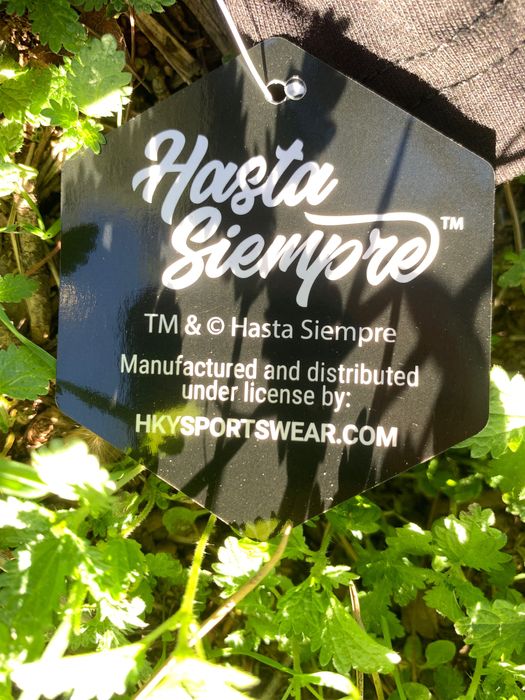 Hasta
Siempre™
TM & © Hasta Siempre
Manufactured and distributed
under license by:
HKYSPORTSWEAR.COM